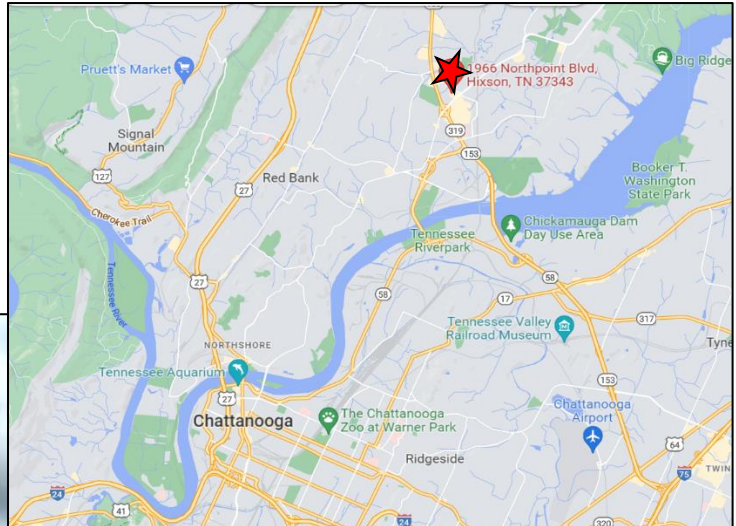 Pruett's Market
1966 Northpoint Blvd,
Hixson, TN 37343
Big Ridge
Signal
Mountain
319
153
127
Red Bank
27
Booker T.
Washington
State Park
Cherokee Trail
Chickamauga Dam
Day Use Area
Tennessee
Riverpark
Tennessee River
27
58
58
17
Tennessee Valley
Railroad Museum
317
Tyne
NORTHSHORE
Tennessee Aquarium
153
27
Chattanooga
The Chattanooga
Zoo at Warner Park
Chattanooga
Airport
Ridgeside
64
75
TWIN
24
41
24
320